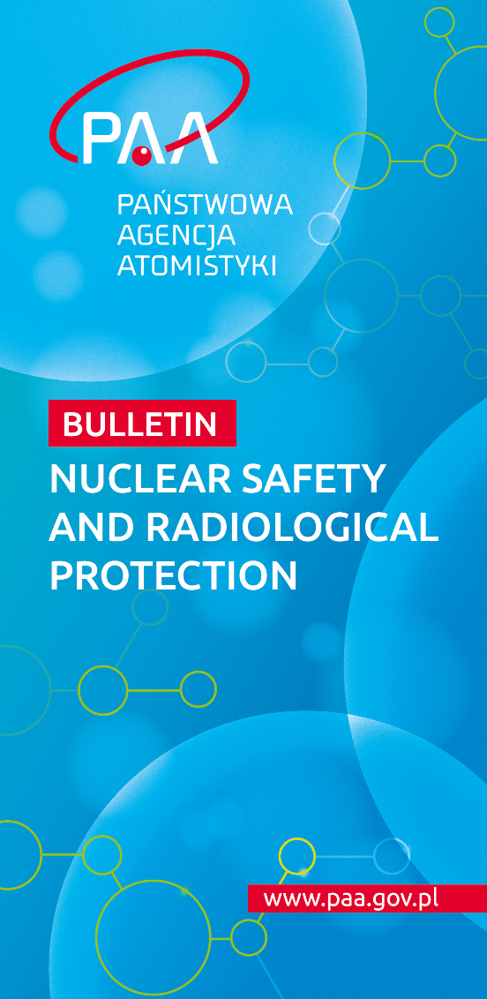 PAA
PAŃSTWOWA
AGENCJA
ATOMISTYKI
BULLETIN
NUCLEAR SAFETY
AND RADIOLOGICAL
PROTECTION
www.paa.gov.pl